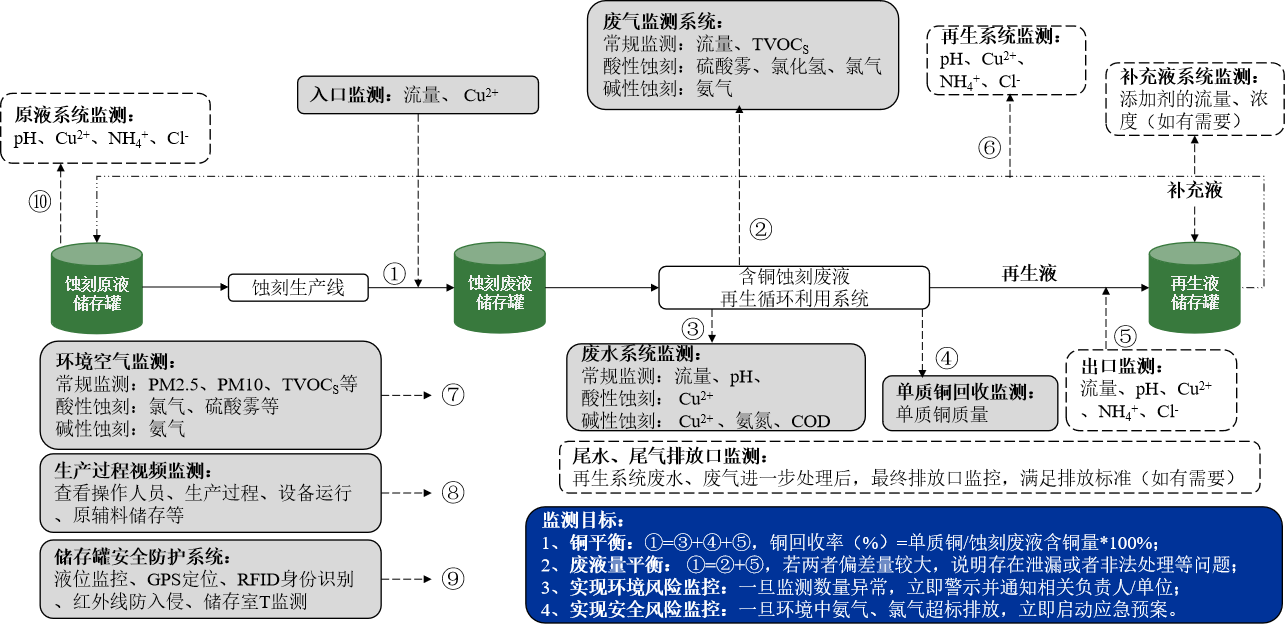 废气监测系统：
常规监测：流量、TVOCS
酸性蚀刻：硫酸雾、氯化氢、氯气
碱性蚀刻：氨气
再生系统监测：
pH、Cu²⁺、
NH₄⁺、Cl⁻
补充液系统监测：
添加剂的流量、浓
度（如有需要）
入口监测：流量、Cu²⁺
原液系统监测：
pH、Cu²⁺、NH₄⁺、Cl⁻
⑥
⑩
补充液
②
蚀刻原液
储存罐
蚀刻生产线
①
蚀刻废液
储存罐
含铜蚀刻废液
再生循环利用系统
再生液
再生液
储存罐
③
④
⑤
环境空气监测：
常规监测：PM2.5、PM10、TVOCS等
酸性蚀刻：氯气、硫酸雾等
碱性蚀刻：氨气
⑦
废水系统监测：
常规监测：流量、pH、
酸性蚀刻：Cu²⁺
碱性蚀刻：Cu²⁺、氨氮、COD
单质铜回收监测：
单质铜质量
出口监测：
流量、pH、Cu²⁺
、NH₄⁺、Cl⁻
生产过程视频监测：
查看操作人员、生产过程、设备运行
、原辅料储存等
⑧
尾水、尾气排放口监测：
再生系统废水、废气进一步处理后，最终排放口监控，满足排放标准（如有需要）
储存罐安全防护系统：
液位监控、GPS定位、RFID身份识别
、红外线防入侵、储存室T监测
⑨
监测目标：
1、铜平衡：①=③+④+⑤，铜回收率（%）=单质铜/蚀刻废液含铜量*100%；
2、废液量平衡：①=②+⑤，若两者偏差量较大，说明存在泄漏或者非法处理等问题；
3、实现环境风险监控：一旦监测数量异常，立即警示并通知相关负责人/单位；
4、实现安全风险监控：一旦环境中氨气、氯气超标排放，立即启动应急预案。